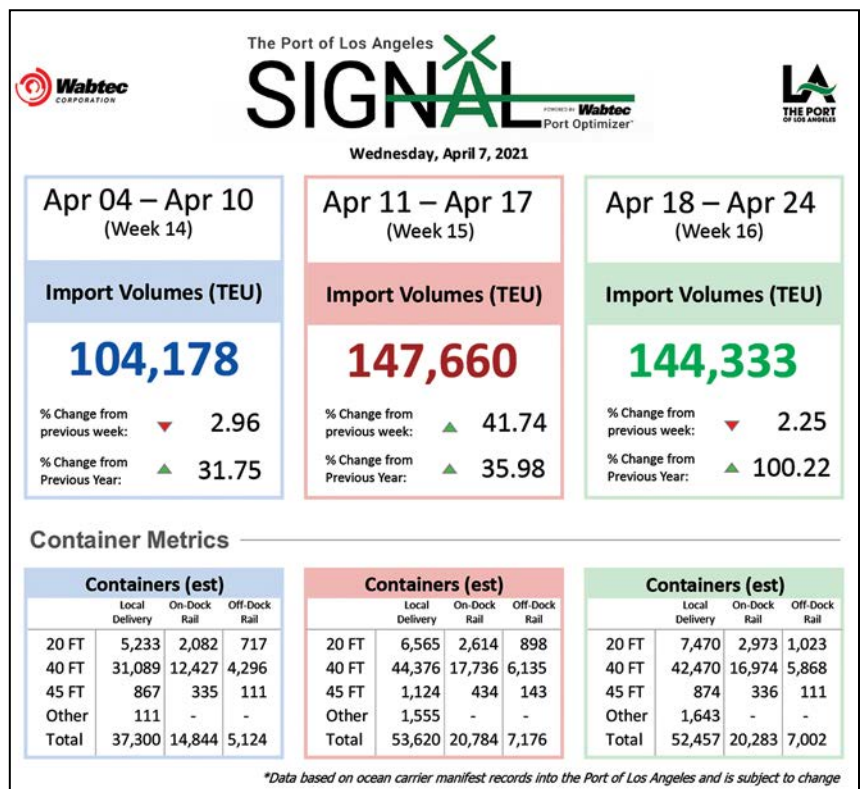 Wabtec
CORPORATION
The Port of Los Angeles
SIGNAL
POWERED BY Wabtec
Port Optimizer
LA
THE PORT
OF LOS ANGELES
Wednesday, April 7, 2021
Apr 04 – Apr 10
(Week 14)
Import Volumes (TEU)
104,178
% Change from
previous week: ▼ 2.96
% Change from
Previous Year: ▲ 31.75
Apr 11 – Apr 17
(Week 15)
Import Volumes (TEU)
147,660
% Change from
previous week: ▲ 41.74
% Change from
Previous Year: ▲ 35.98
Apr 18 – Apr 24
(Week 16)
Import Volumes (TEU)
144,333
% Change from
previous week: ▼ 2.25
% Change from
Previous Year: ▲ 100.22
Container Metrics
Containers (est)
Local Delivery On-Dock Rail Off-Dock Rail
20 FT 5,233 2,082 717
40 FT 31,089 12,427 4,296
45 FT 867 335 111
Other 111 - -
Total 37,300 14,844 5,124
Containers (est)
Local Delivery On-Dock Rail Off-Dock Rail
20 FT 6,565 2,614 898
40 FT 44,376 17,736 6,135
45 FT 1,124 434 143
Other 1,555 - -
Total 53,620 20,784 7,176
Containers (est)
Local Delivery On-Dock Rail Off-Dock Rail
20 FT 7,470 2,973 1,023
40 FT 42,470 16,974 5,868
45 FT 874 336 111
Other 1,643 - -
Total 52,457 20,283 7,002
*Data based on ocean carrier manifest records into the Port of Los Angeles and is subject to change